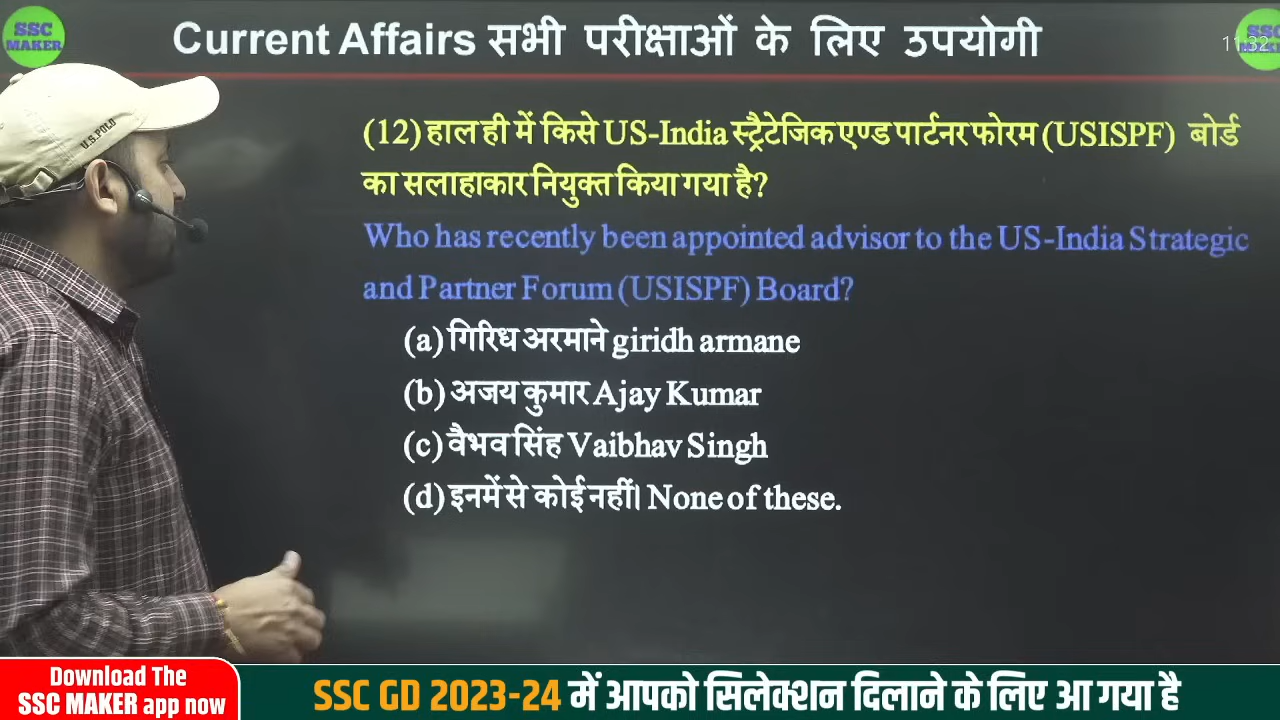 SSC
MAKER
Current Affairs सभी परीक्षाओं के लिए उपयोगी
U.S.POLO
(12) हाल ही में किसे US-India स्ट्रैटेजिक एण्ड पार्टनर फोरम (USISPF) बोर्ड
का सलाहाकार नियुक्त किया गया है?
Who has recently been appointed advisor to the US-India Strategic
and Partner Forum (USISPF) Board?
(a) गिरिध अरमाने giridh armane
(b) अजय कुमार Ajay Kumar
(c) वैभव सिंह Vaibhav Singh
(d) इनमें से कोई नहीं। None of these.
Download The
SSC MAKER app now
SSC GD 2023-24 में आपको सिलेक्शन दिलाने के लिए आ गया है